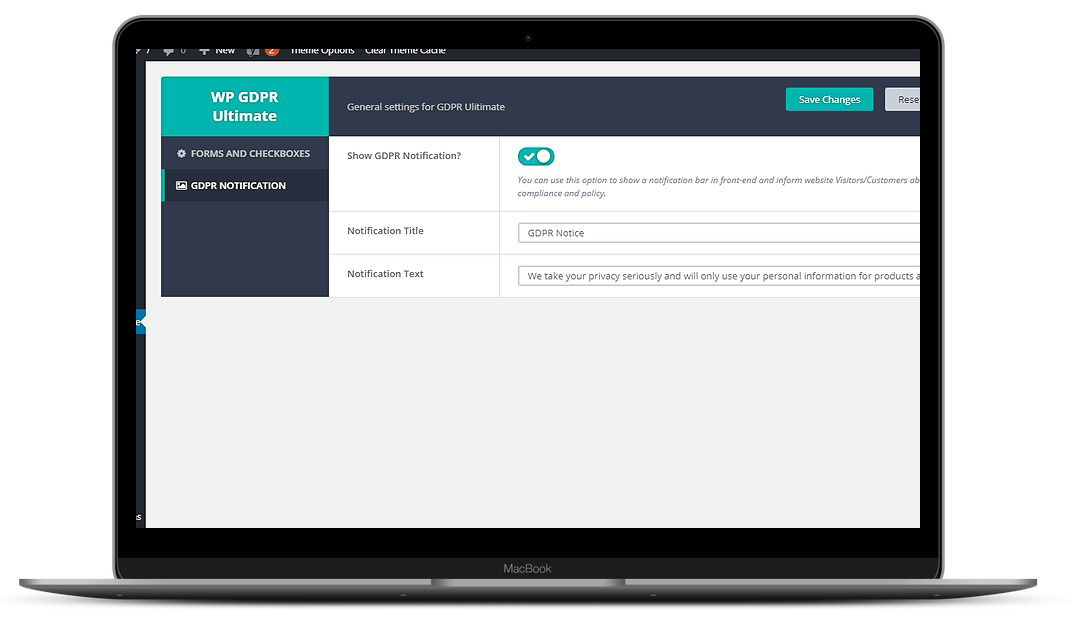 7 0 New 2 Theme Options Clear Theme Cache
WP GDPR
Ultimate
General settings for GDPR Ulitimate
Save Changes
Rese
FORMS AND CHECKBOXES
GDPR NOTIFICATION
Show GDPR Notification?
You can use this option to show a notification bar in front-end and inform website Visitors/Customers ab
compliance and policy.
Notification Title
GDPR Notice
Notification Text
We take your privacy seriously and will only use your personal information for products a
e
s
MacBook